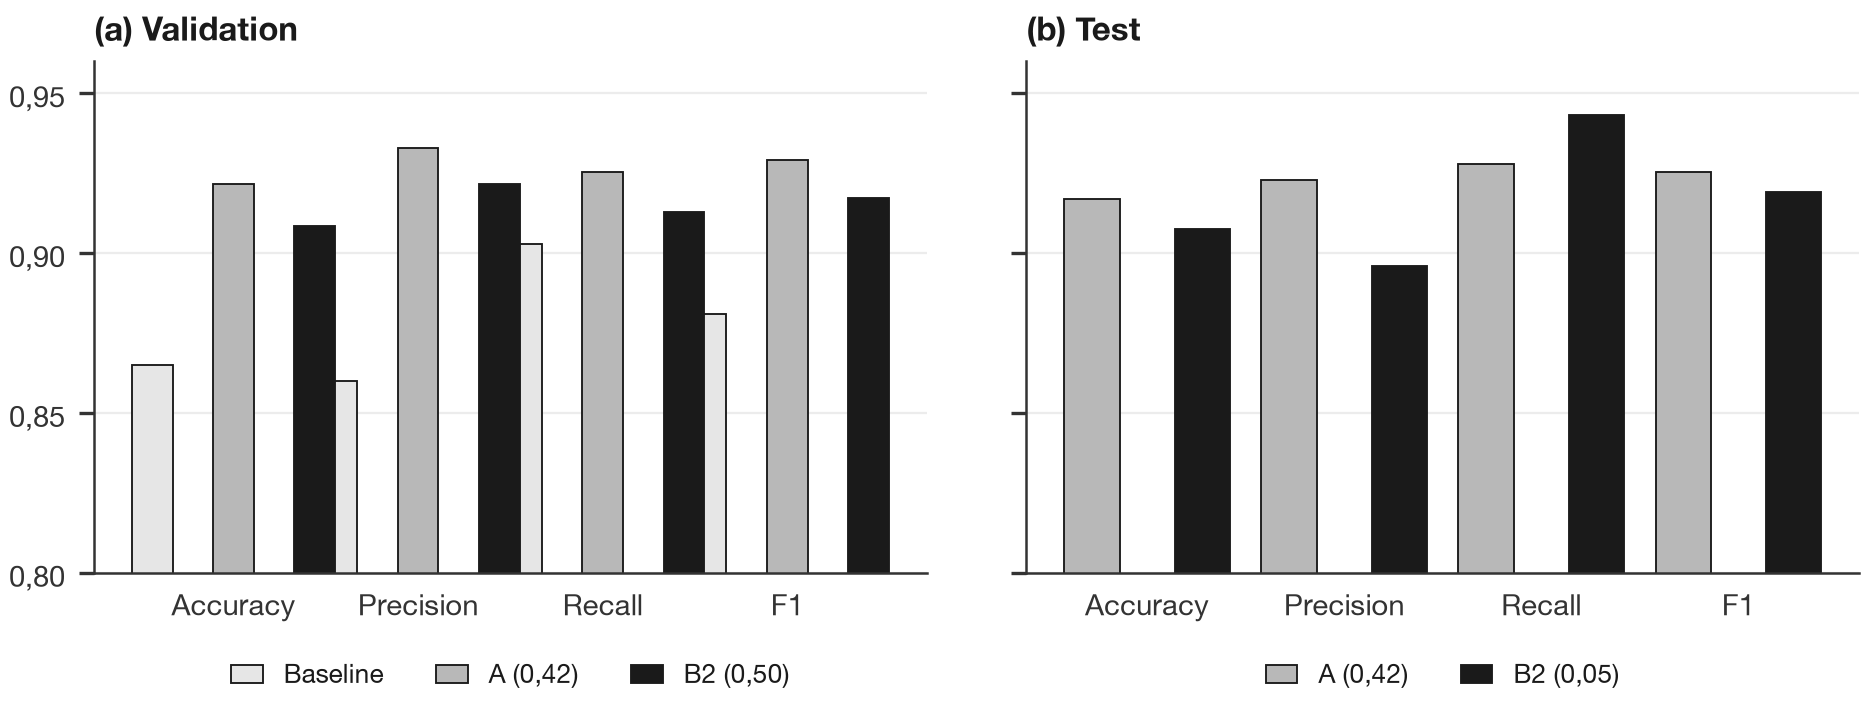 (a) Validation
0,95
0,90
0,85
0,80
Accuracy Precision Recall F1
Baseline A (0,42) B2 (0,50)
(b) Test
Accuracy Precision Recall F1
A (0,42) B2 (0,05)